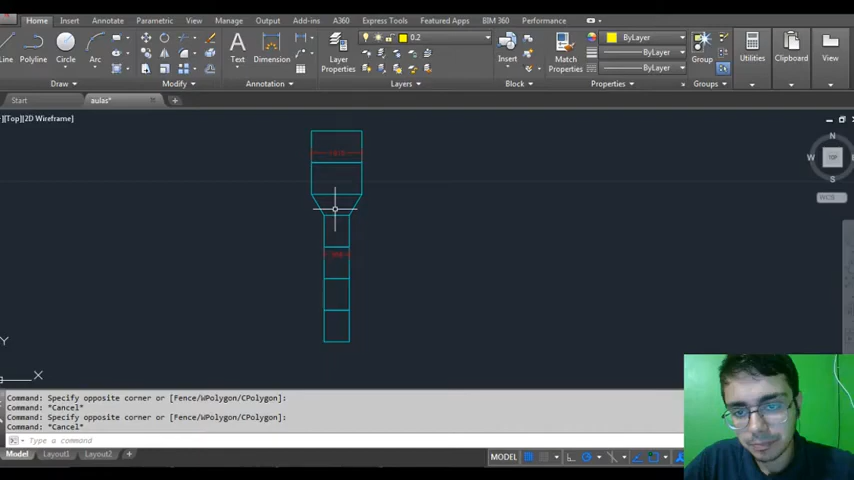 Home Insert Annotate Parametric View Manage Output Add-ins A360 Express Tools Featured Apps BIM 360 Performance
Line Polyline Circle Arc Text Dimension Layer Properties 0.2 Insert Match Properties ByLayer ByLayer ByLayer Group Utilities Clipboard View
Draw Modify Annotation Layers Block Properties Groups
Start aulas* +
[Top][2D Wireframe]
N
W TOP
S
WCS
Y
X
Command: Specify opposite corner or [Fence/WPolygon/CPolygon]:
Command: *Cancel*
Command: Specify opposite corner or [Fence/WPolygon/CPolygon]:
Command: *Cancel*
Type a command
Model Layout1 Layout2 + MODEL